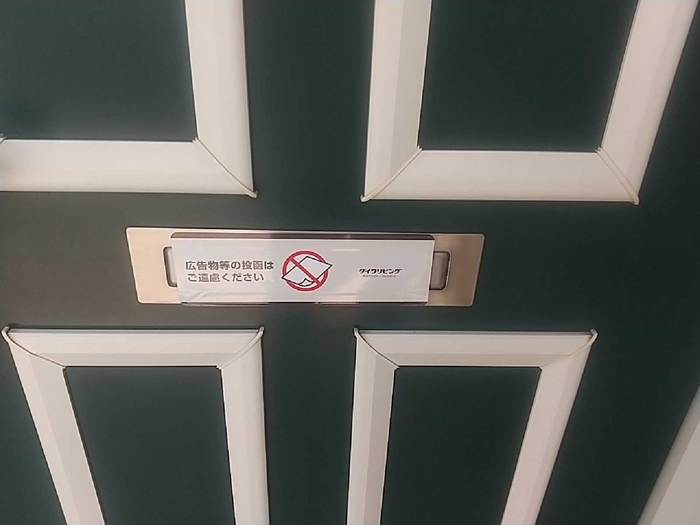 広告物等の投函は
ご遠慮ください
ダイワリビング